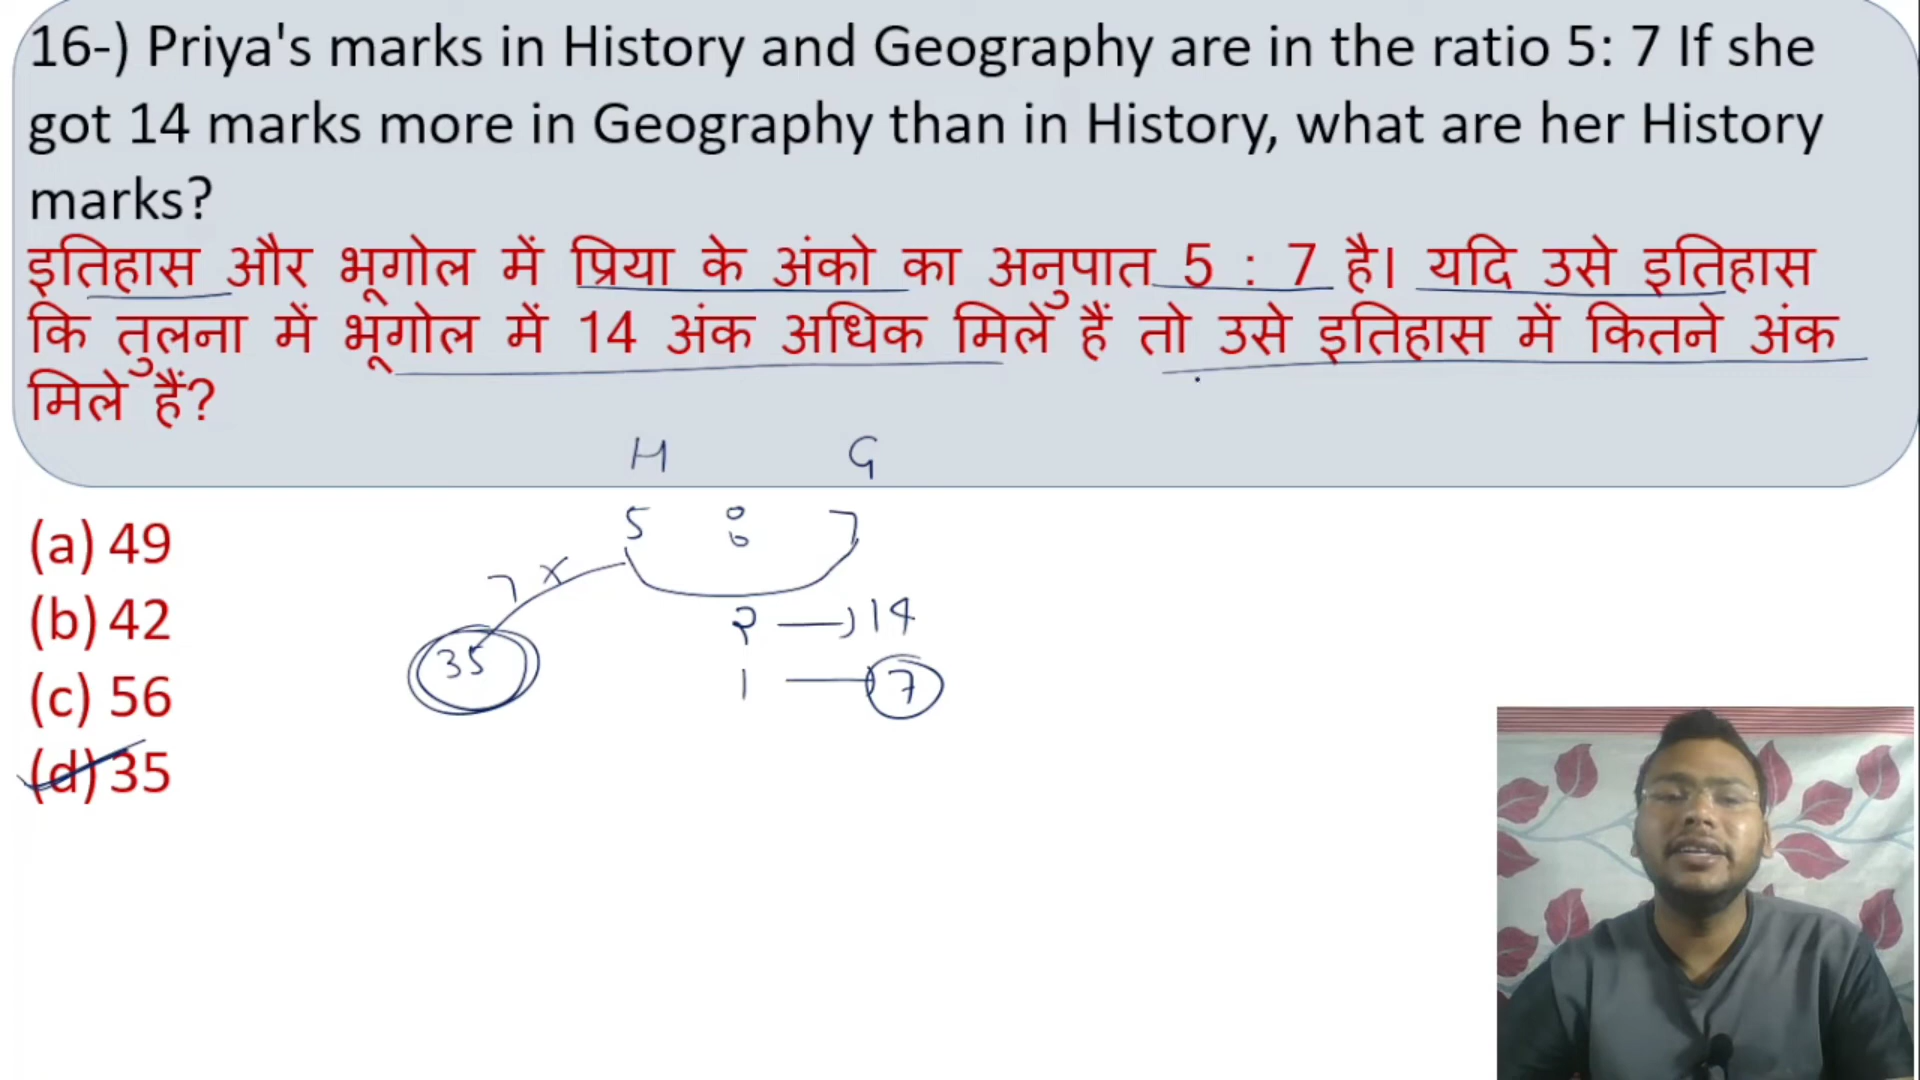 16-) Priya's marks in History and Geography are in the ratio 5: 7 If she
got 14 marks more in Geography than in History, what are her History
marks?
इतिहास और भूगोल में प्रिया के अंको का अनुपात 5 : 7 है। यदि उसे इतिहास
कि तुलना में भूगोल में 14 अंक अधिक मिले हैं तो उसे इतिहास में कितने अंक
मिले हैं?
H G
5 : 7
7 x
2 → 14
35
1 — 7
(a) 49
(b) 42
(c) 56
(d) 35